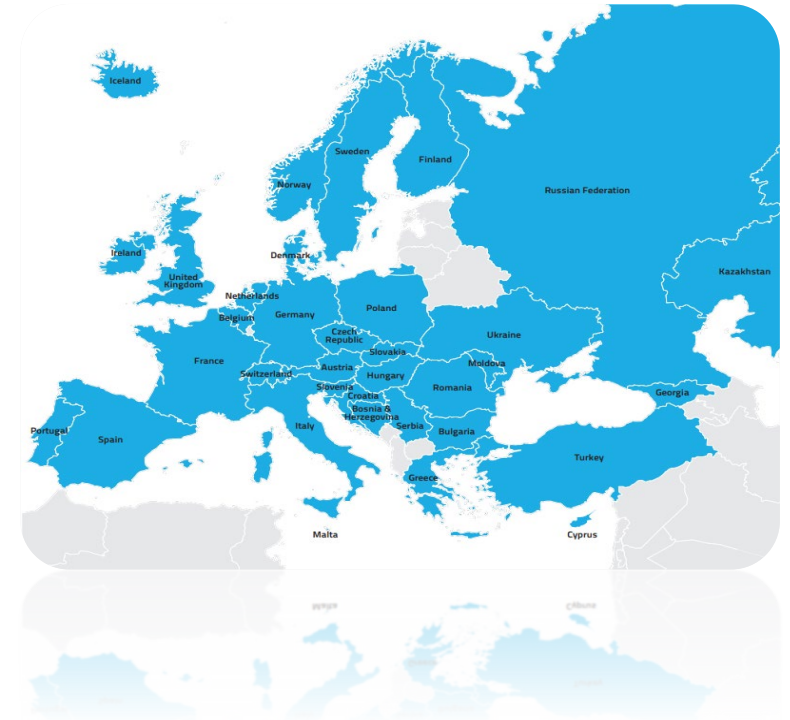 Iceland
Sweden
Finland
Norway
Russian Federation
Ireland
Denmark
Kazakhstan
United
Kingdom
Netherlands
Poland
Belgium
Germany
Czech
Republic
Ukraine
Slovakia
France
Moldova
Austria
Switzerland
Hungary
Slovenia
Romania
Croatia
Georgia
Bosnia &
Herzegovina
Italy
Serbia
Bulgaria
Portugal
Spain
Turkey
Greece
Malta
Cyprus